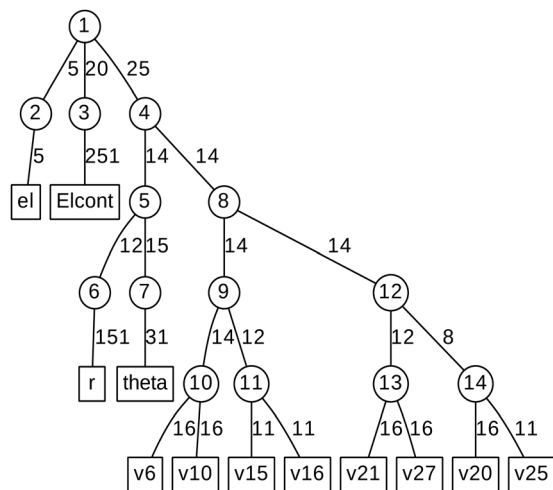 1
5 20 25
2 3 4
5 251 14 14
el Elcont 5 8
12 15 14 14
6 7 9 12
151 31 14 12 12 8
r theta 10 11 13 14
16 16 11 11 16 16 16 11
v6 v10 v15 v16 v21 v27 v20 v25